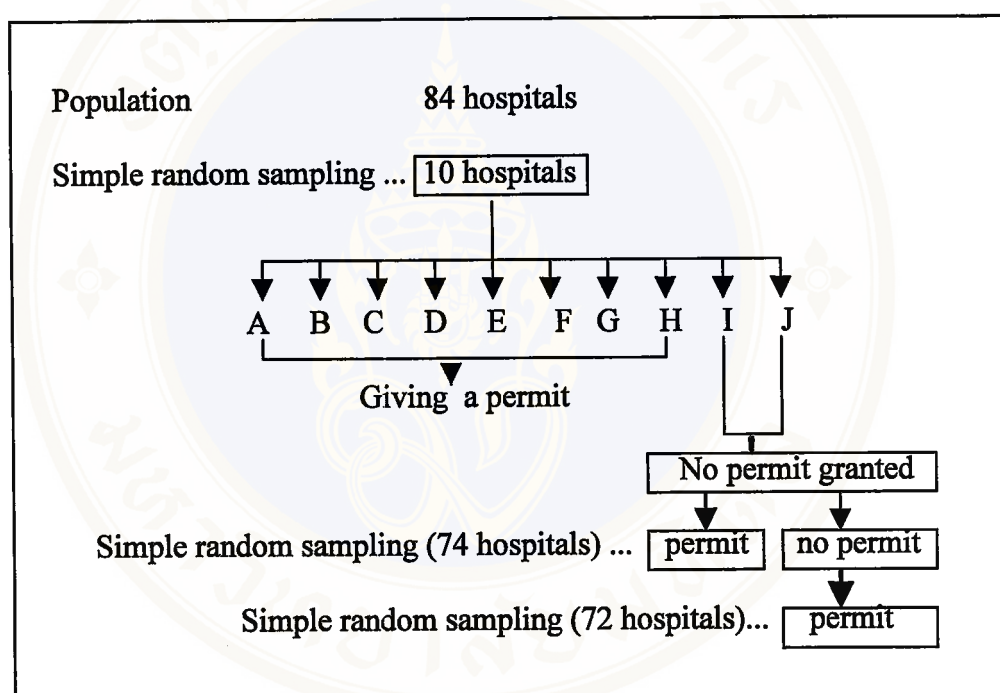 Population 84 hospitals
Simple random sampling ... 10 hospitals
A B C D E F G H I J
Giving a permit
No permit granted
Simple random sampling (74 hospitals) ... permit no permit
Simple random sampling (72 hospitals)... permit